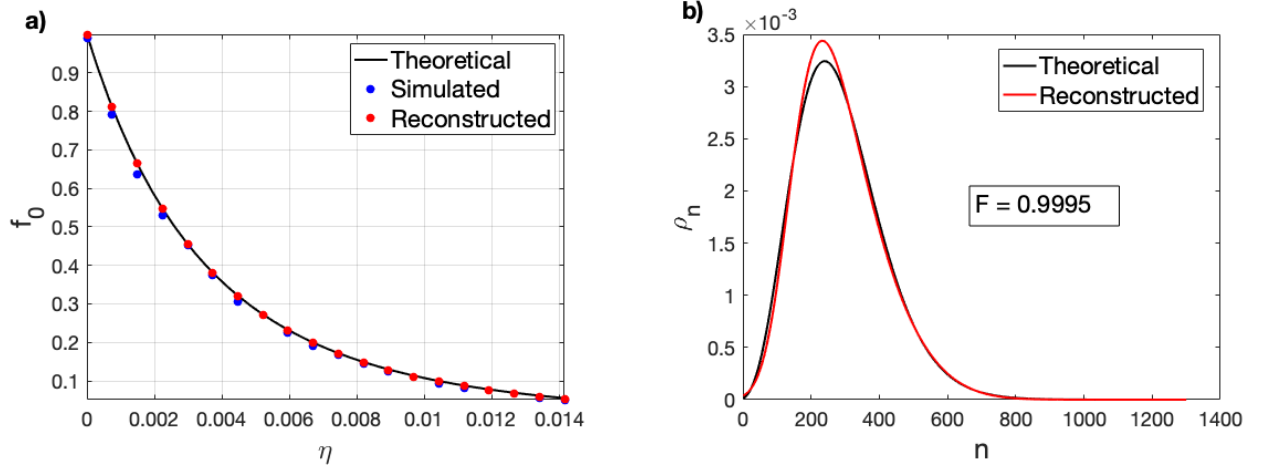 a)
0.9
0.8
0.7
0.6
0.5
0.4
0.3
0.2
0.1
f₀
0 0.002 0.004 0.006 0.008 0.01 0.012 0.014
η
Theoretical
Simulated
Reconstructed
b)
×10⁻³
3.5
3
2.5
2
1.5
1
0.5
0
ρₙ
0 200 400 600 800 1000 1200 1400
n
Theoretical
Reconstructed
F = 0.9995